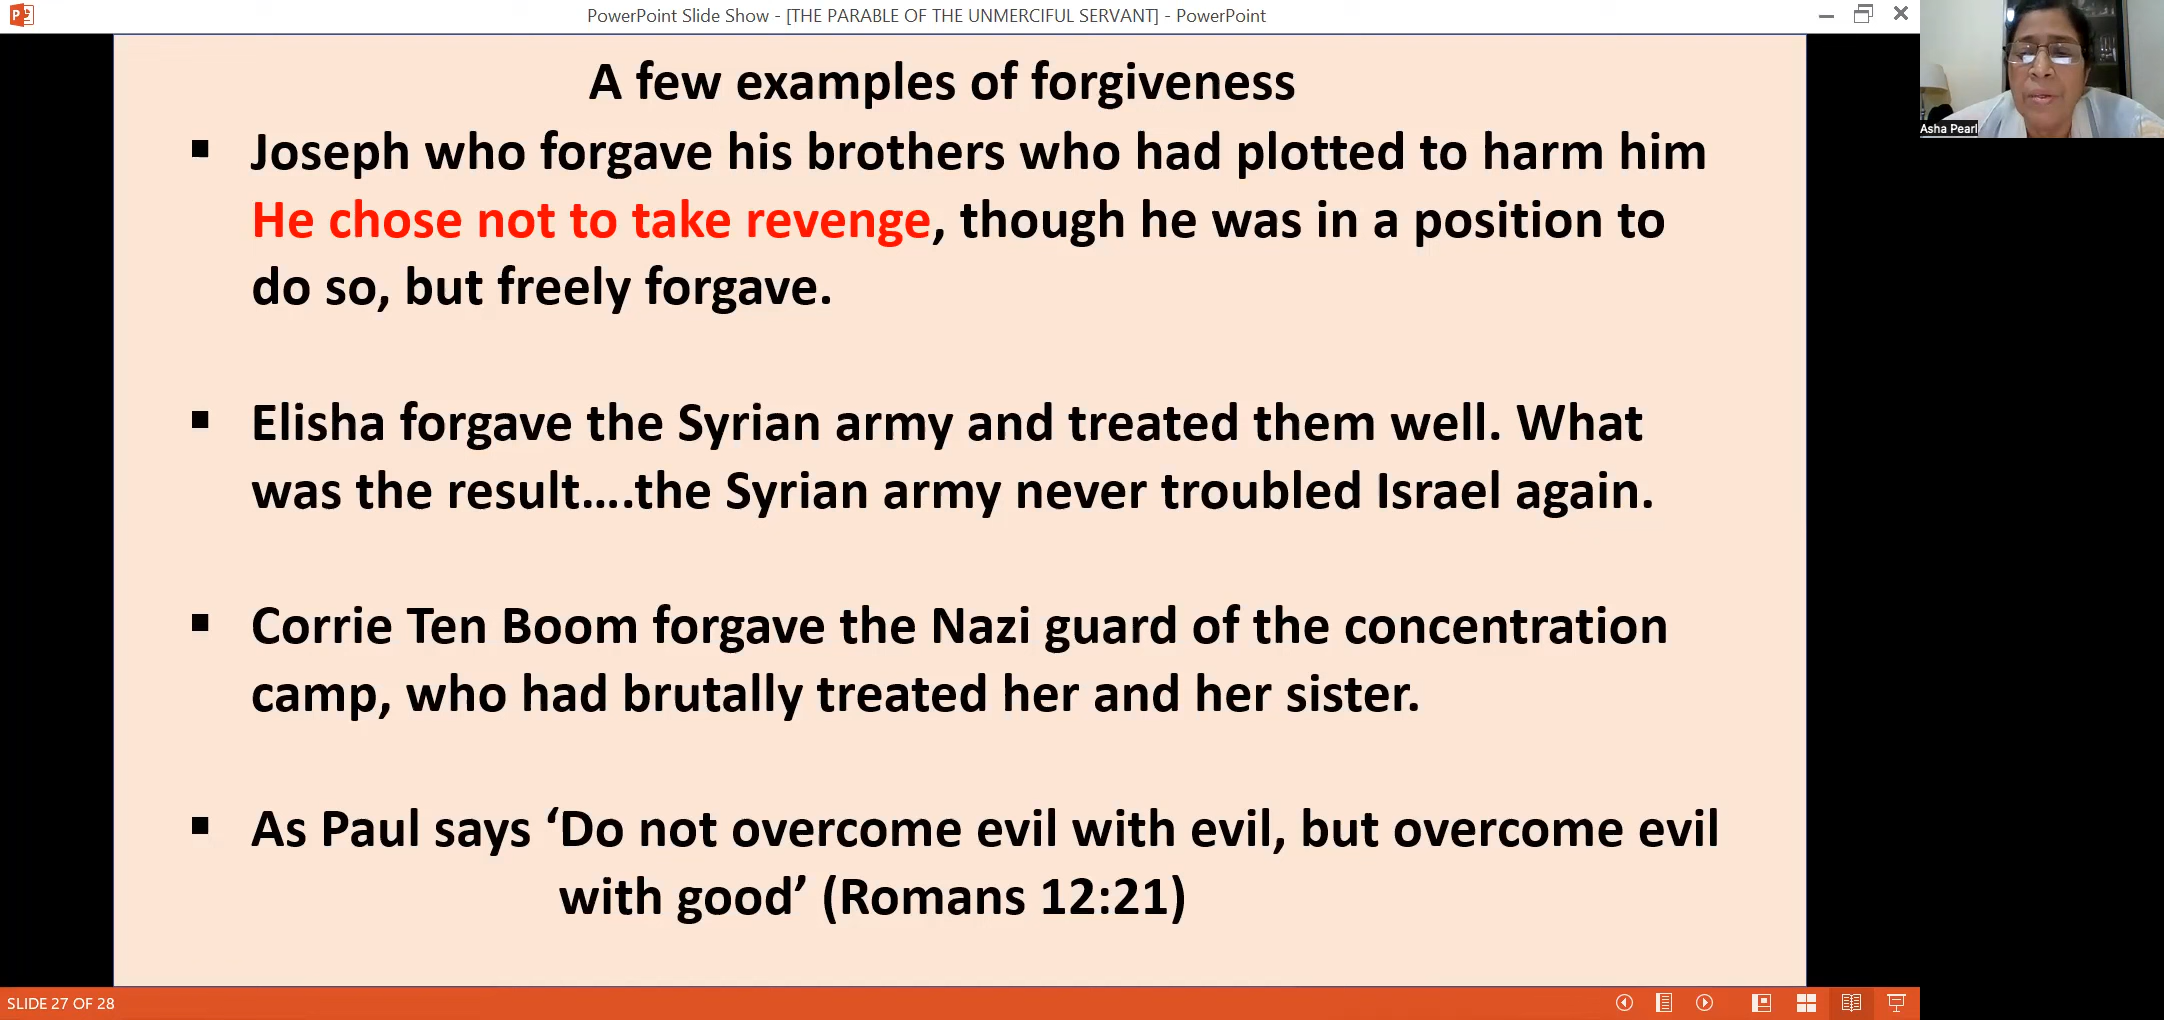 PowerPoint Slide Show - [THE PARABLE OF THE UNMERCIFUL SERVANT] - PowerPoint
A few examples of forgiveness
▪ Joseph who forgave his brothers who had plotted to harm him
He chose not to take revenge, though he was in a position to
do so, but freely forgave.
▪ Elisha forgave the Syrian army and treated them well. What
was the result....the Syrian army never troubled Israel again.
▪ Corrie Ten Boom forgave the Nazi guard of the concentration
camp, who had brutally treated her and her sister.
▪ As Paul says ‘Do not overcome evil with evil, but overcome evil
with good’ (Romans 12:21)
Asha Pearl
SLIDE 27 OF 28